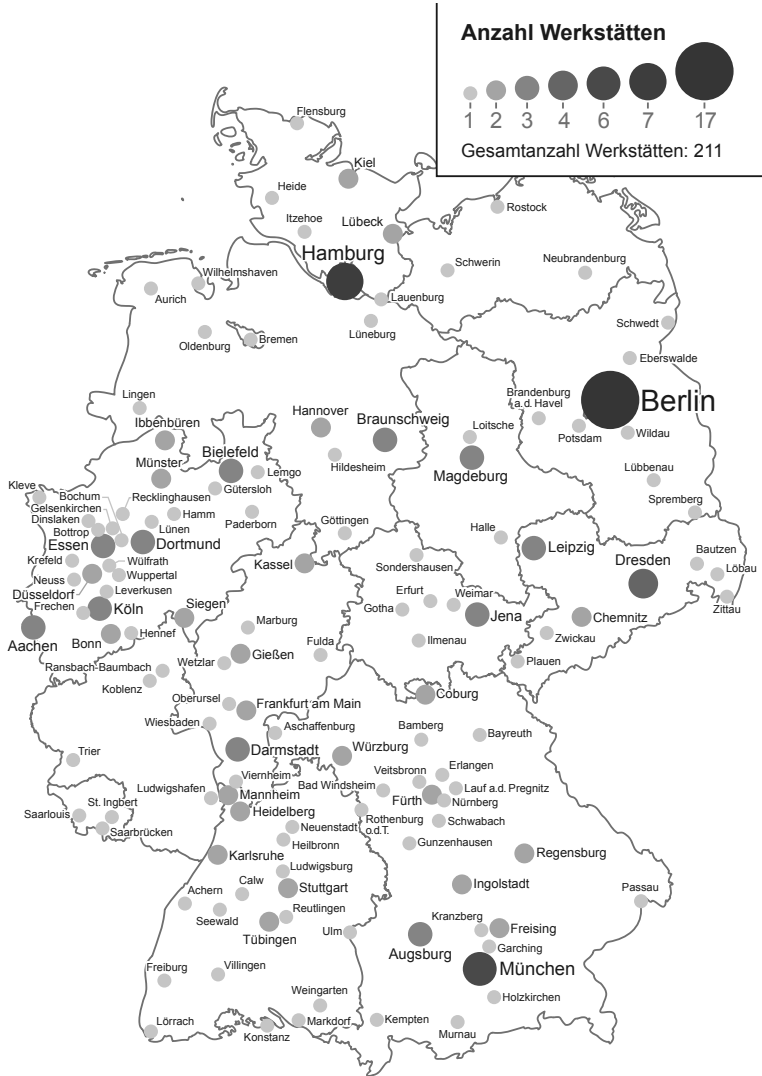 Anzahl Werkstätten
1 2 3 4 6 7 17
Gesamtanzahl Werkstätten: 211
Flensburg
Kiel
Heide
Rostock
Itzehoe
Lübeck
Hamburg
Schwerin
Neubrandenburg
Wilhelmshaven
Aurich
Lauenburg
Lüneburg
Schwedt
Oldenburg
Bremen
Eberswalde
Lingen
Brandenburg
a.d. Havel
Berlin
Ibbenbüren
Hannover
Braunschweig
Loitsche
Potsdam
Wildau
Bielefeld
Münster
Lemgo
Hildesheim
Magdeburg
Lübbenau
Kleve
Bochum
Recklinghausen
Gütersloh
Gelsenkirchen
Dinslaken
Hamm
Paderborn
Spremberg
Bottrop
Lünen
Göttingen
Halle
Essen
Dortmund
Leipzig
Bautzen
Krefeld
Wülfrath
Kassel
Sondershausen
Dresden
Löbau
Neuss
Wuppertal
Düsseldorf
Leverkusen
Erfurt
Weimar
Zittau
Frechen
Köln
Siegen
Gotha
Jena
Chemnitz
Aachen
Bonn
Hennef
Marburg
Ilmenau
Zwickau
Ransbach-Baumbach
Wetzlar
Gießen
Fulda
Plauen
Koblenz
Coburg
Oberursel
Frankfurt am Main
Wiesbaden
Aschaffenburg
Bamberg
Bayreuth
Trier
Darmstadt
Würzburg
Viernheim
Veitsbronn
Erlangen
Ludwigshafen
Mannheim
Bad Windsheim
Lauf a.d. Pregnitz
Fürth
Nürnberg
St. Ingbert
Heidelberg
Saarlouis
Rothenburg
o.d.T.
Schwabach
Saarbrücken
Neuenstadt
Heilbronn
Gunzenhausen
Karlsruhe
Regensburg
Ludwigsburg
Achern
Calw
Stuttgart
Ingolstadt
Passau
Seewald
Reutlingen
Kranzberg
Freising
Tübingen
Ulm
Augsburg
Garching
Freiburg
Villingen
München
Weingarten
Holzkirchen
Lörrach
Konstanz
Markdorf
Kempten
Murnau